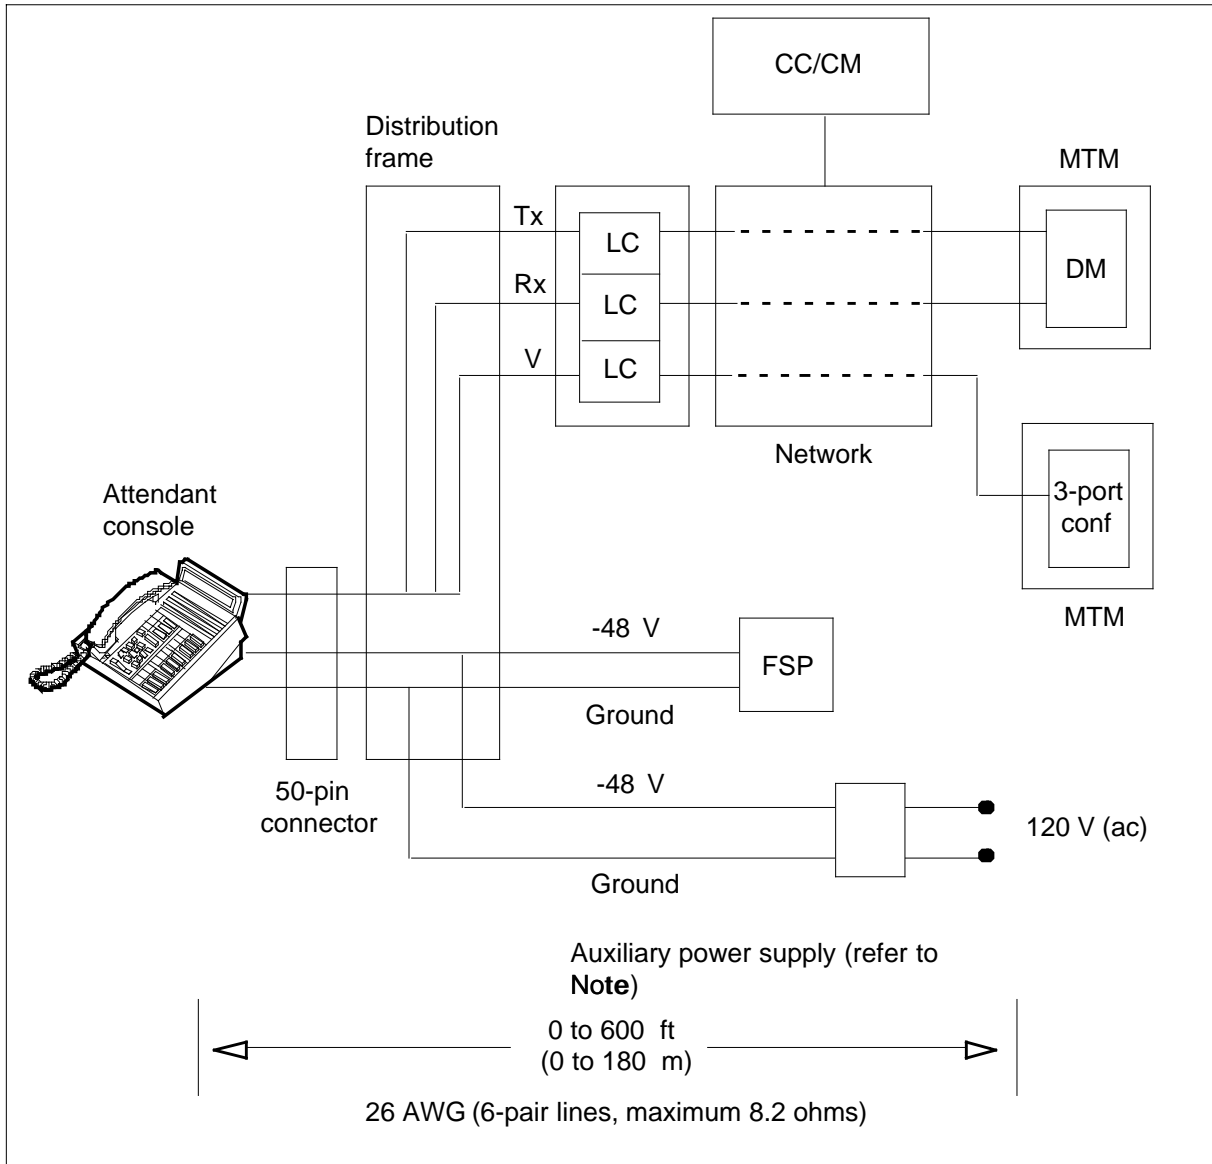 CC/CM
Distribution
frame
MTM
Tx
LC
DM
Rx
LC
V
LC
Network
Attendant
console
3-port
conf
MTM
-48 V
FSP
Ground
50-pin
connector
-48 V
120 V (ac)
Ground
Auxiliary power supply (refer to
Note)
0 to 600 ft
(0 to 180 m)
26 AWG (6-pair lines, maximum 8.2 ohms)